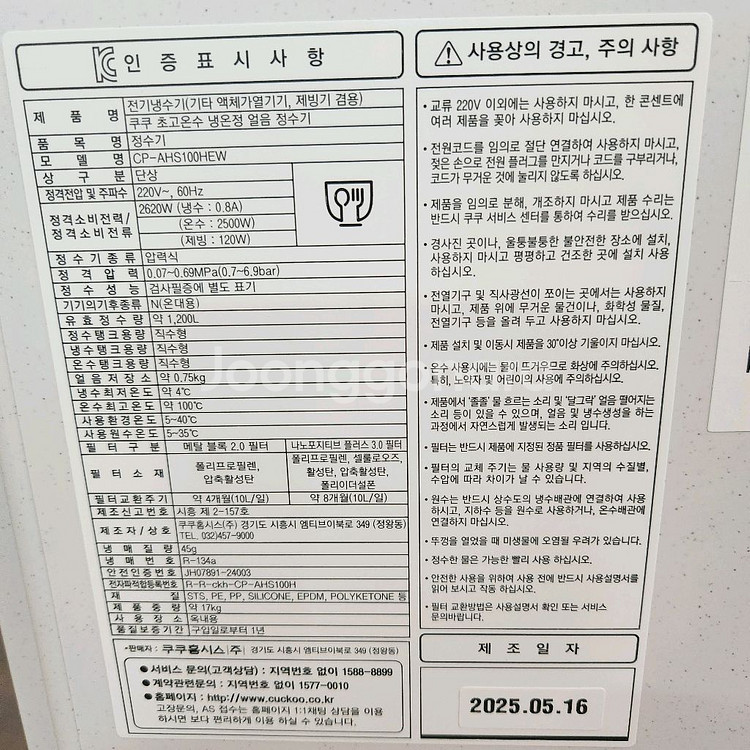 인 증 표 시 사 항
제 품 명 전기냉수기(기타 액체가열기기, 제빙기 겸용)
쿠쿠 초고온수 냉온정 얼음 정수기
품 목 명 정수기
모 델 명 CP-AHS100HEW
상 구 분 단상
정격전압 및 주파수 220V~, 60Hz
정격소비전력/ 2620W (냉수 : 0.8A)
(온수 : 2500W)
정격소비전류 (제빙 : 120W)
정 수 기 종 류 압력식
정 격 압 력 0.07~0.69MPa(0.7~6.9bar)
정 수 성 능 검사필증에 별도 표기
기기의기후종류 N(온대용)
유 효 정 수 량 약 1,200L
정수탱크용량 직수형
냉수탱크용량 직수형
온수탱크용량 직수형
얼 음 저 장 소 약 0.75kg
냉수최저온도 약 4℃
온수최고온도 약 100℃
사용환경온도 5~40℃
사용원수온도 5~35℃
필 터 구 분 메탈 블록 2.0 필터 나노포지티브 플러스 3.0 필터
필 터 소 재 폴리프로필렌, 압축활성탄 폴리프로필렌, 셀룰로오즈, 활성탄, 압축활성탄, 폴리이더설폰
필터교환주기 약 4개월(10L/일) 약 8개월(10L/일)
제조신고번호 시흥 제 2-157호
제 조 자 / 상 호 쿠쿠홈시스(주) 경기도 시흥시 엠티브이북로 349 (정왕동)
TEL. 032)457-9000
냉 매 질 량 45g
냉 매 번 호 R-134a
안전인증번호 JH07891-24003
전자파적합등록번호 R-R-ckh-CP-AHS100H
재 질 STS, PE, PP, SILICONE, EPDM, POLYKETONE 등
제 품 중 량 약 17kg
사 용 장 소 옥내용
품질보증기간 구입일로부터 1년
•판매자 : 쿠쿠홈시스(주) 경기도 시흥시 엠티브이북로 349 (정왕동)
● 서비스 문의(고객상담) : 지역번호 없이 1588-8899
● 계약관련문의 : 지역번호 없이 1577-0010
● 홈페이지 : http://www.cuckoo.co.kr
고장문의, AS 접수는 홈페이지 1:1채팅 상담을 이용
하시면 보다 편리하게 이용 하실 수 있습니다.
사용상의 경고, 주의 사항
• 교류 220V 이외에는 사용하지 마시고, 한 콘센트에
여러 제품을 꽂아 사용하지 마십시오.
• 전원코드를 임의로 절단 연결하여 사용하지 마시고,
젖은 손으로 전원 플러그를 만지거나 코드를 구부리거나,
코드가 무거운 것에 눌리지 않도록 하십시오.
• 제품을 임의로 분해, 개조하지 마시고 제품 수리는
반드시 쿠쿠 서비스 센터를 통하여 수리를 받으십시오.
• 경사진 곳이나, 울퉁불퉁한 불안전한 장소에 설치,
사용하지 마시고 평평하고 건조한 곳에 설치 사용
하십시오.
• 전열기구 및 직사광선이 쪼이는 곳에서는 사용하지
마시고, 제품 위에 무거운 물건이나, 화학성 물질,
전열기구 등을 올려 두고 사용하지 마십시오.
• 제품 설치 및 이동시 제품을 30°이상 기울이지 마십시오.
• 온수 사용시에는 물이 뜨거우므로 화상에 주의하십시오.
특히, 노약자 및 어린이의 사용에 주의하십시오.
• 제품에서 '졸졸' 물 흐르는 소리 및 '달그락' 얼음 떨어지는
소리 등이 있을 수 있으며, 얼음 및 냉수생성을 하는
과정에서 자연스럽게 발생되는 소리 입니다.
• 필터는 반드시 제품에 지정된 정품 필터를 사용하십시오.
• 필터의 교체 주기는 물 사용량 및 지역의 수질별,
수압에 따라 차이가 날 수 있습니다.
• 원수는 반드시 상수도의 냉수배관에 연결하여 사용
하시고, 지하수 등을 원수로 사용하거나, 온수배관에
연결하지 마십시오.
• 뚜껑을 열었을 때 미생물에 오염될 우려가 있습니다.
• 정수한 물은 가능한 빨리 사용 하십시오.
• 안전한 사용을 위하여 사용 전에 반드시 사용설명서를
읽어 보시고 작동 하십시오.
• 필터 교환방법은 사용설명서 확인 또는 서비스
문의바랍니다.
제 조 일 자
2025.05.16